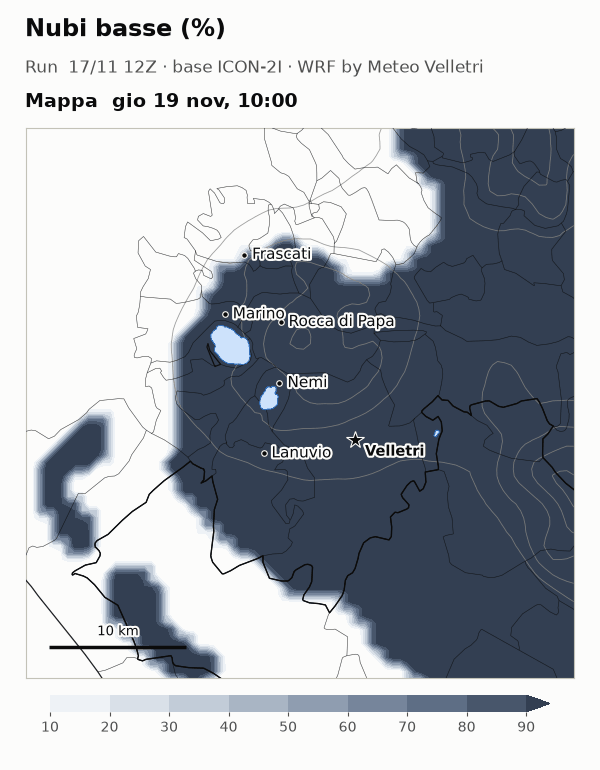 Nubi basse (%)
Run  17/11 12Z · base ICON-2I · WRF by Meteo Velletri
Mappa  gio 19 nov, 10:00
Frascati
Marino
Rocca di Papa
Nemi
Velletri
Lanuvio
10 km
10 20 30 40 50 60 70 80 90